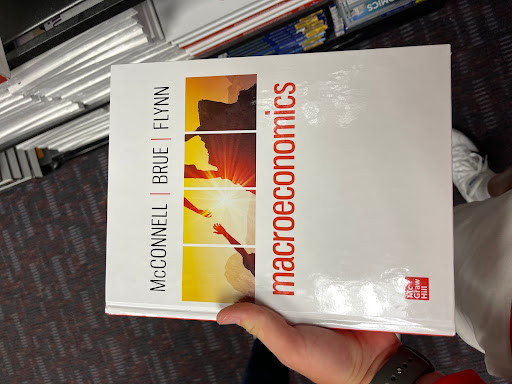 McCONNELL | BRUE | FLYNN
macroeconomics
Mc
Graw
Hill